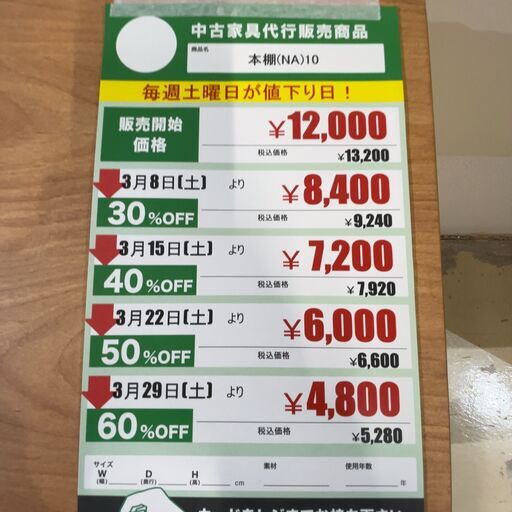 中古家具代行販売商品
商品名
本棚(NA)10
毎週土曜日が値下り日!
販売開始
価格
¥12,000
税込価格 ¥13,200
3月8日(土) より
30%OFF
¥8,400
税込価格 ¥9,240
3月15日(土) より
40%OFF
¥7,200
税込価格 ¥7,920
3月22日(土) より
50%OFF
¥6,000
税込価格 ¥6,600
3月29日(土) より
60%OFF
¥4,800
税込価格 ¥5,280
サイズ 素材 使用年数
W D H
(幅) (奥行) (高) cm 年